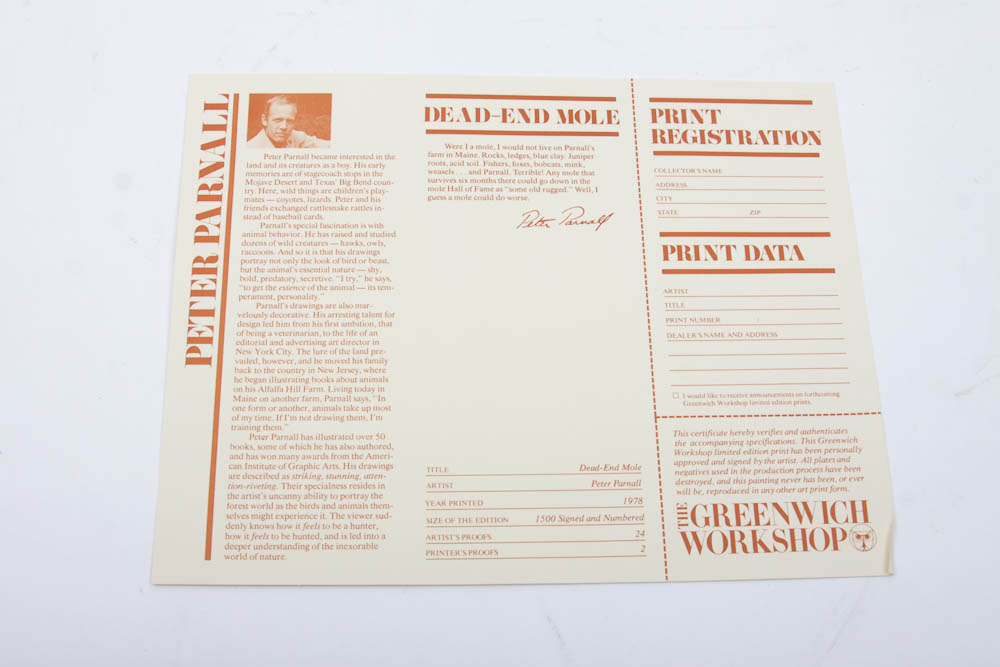 PETER PARNALL
Peter Parnall became interested in the
land and its creatures as a boy. His early
memories are of stagecoach stops in the
Mojave Desert and Texas' Big Bend coun-
try. Here, wild things are children's play-
mates — coyotes, lizards. Peter and his
friends exchanged rattlesnake rattles in-
stead of baseball cards.
Parnall's special fascination is with
animal behavior. He has raised and studied
dozens of wild creatures — hawks, owls,
raccoons. And so it is that his drawings
portray not only the look of bird or beast,
but the animal's essential nature — shy,
bold, predatory, secretive. "I try," he says,
"to get the essence of the animal — its tem-
perament, personality."
Parnall's drawings are also mar-
velously decorative. His arresting talent for
design led him from his first ambition, that
of being a veterinarian, to the life of an
editorial and advertising art director in
New York City. The lure of the land pre-
vailed, however, and he moved his family
back to the country in New Jersey, where
he began illustrating books about animals
on his Alfalfa Hill Farm. Living today in
Maine on another farm, Parnall says, "In
one form or another, animals take up most
of my time. If I'm not drawing them, I'm
training them."
Peter Parnall has illustrated over 50
books, some of which he has also authored,
and has won many awards from the Ameri-
can Institute of Graphic Arts. His drawings
are described as striking, stunning, atten-
tion-riveting. Their specialness resides in
the artist's uncanny ability to portray the
forest world as the birds and animals them-
selves might experience it. The viewer sud-
denly knows how it feels to be a hunter,
how it feels to be hunted, and is led into a
deeper understanding of the inexorable
world of nature.
DEAD-END MOLE
Were I a mole, I would not live on Parnall's
farm in Maine. Rocks, ledges, blue clay. Juniper
roots, acid soil. Fishers, foxes, bobcats, mink,
weasels . . . and Parnall. Terrible! Any mole that
survives six months there could go down in the
mole Hall of Fame as "some old rugged." Well, I
guess a mole could do worse.
Peter Parnall
TITLE Dead-End Mole
ARTIST Peter Parnall
YEAR PRINTED 1978
SIZE OF THE EDITION 1500 Signed and Numbered
ARTIST'S PROOFS 24
PRINTER'S PROOFS 2
PRINT
REGISTRATION
COLLECTOR'S NAME
ADDRESS
CITY
STATE ZIP
PRINT DATA
ARTIST
TITLE
PRINT NUMBER
DEALER'S NAME AND ADDRESS
I would like to receive announcements on forthcoming
Greenwich Workshop limited edition prints.
This certificate hereby verifies and authenticates
the accompanying specifications. This Greenwich
Workshop limited edition print has been personally
approved and signed by the artist. All plates and
negatives used in the production process have been
destroyed, and this painting never has been, or ever
will be, reproduced in any other art print form.
THE GREENWICH
WORKSHOP